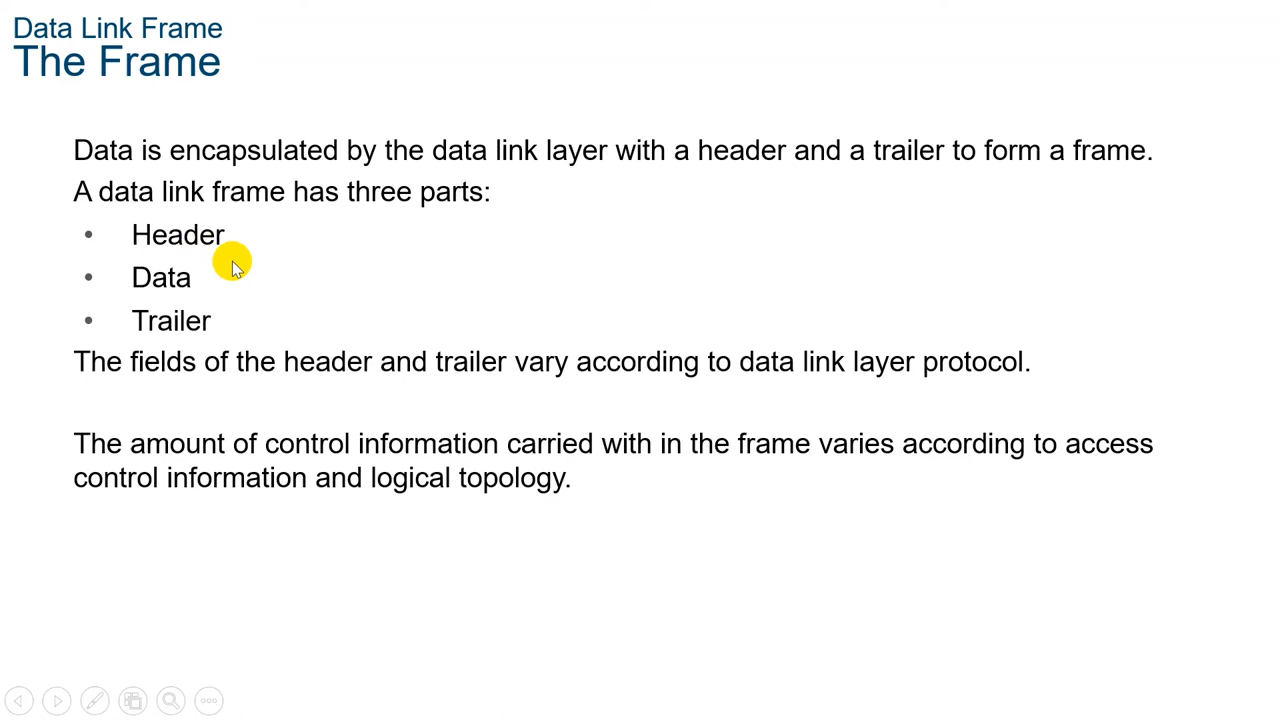 Data Link Frame
The Frame
Data is encapsulated by the data link layer with a header and a trailer to form a frame.
A data link frame has three parts:
• Header
• Data
• Trailer
The fields of the header and trailer vary according to data link layer protocol.
The amount of control information carried with in the frame varies according to access
control information and logical topology.